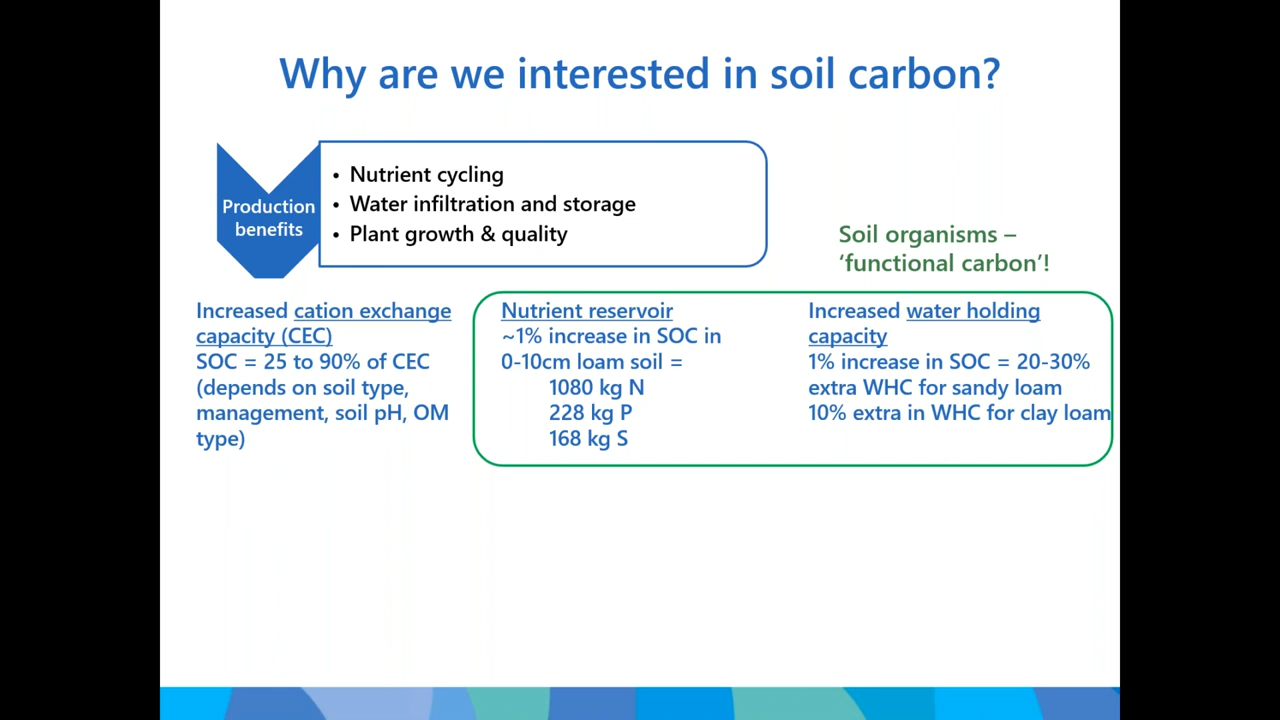 Why are we interested in soil carbon?
Production
benefits
• Nutrient cycling
• Water infiltration and storage
• Plant growth & quality
Soil organisms –
‘functional carbon’!
Increased cation exchange
capacity (CEC)
SOC = 25 to 90% of CEC
(depends on soil type,
management, soil pH, OM
type)
Nutrient reservoir
~1% increase in SOC in
0-10cm loam soil =
1080 kg N
228 kg P
168 kg S
Increased water holding
capacity
1% increase in SOC = 20-30%
extra WHC for sandy loam
10% extra in WHC for clay loam